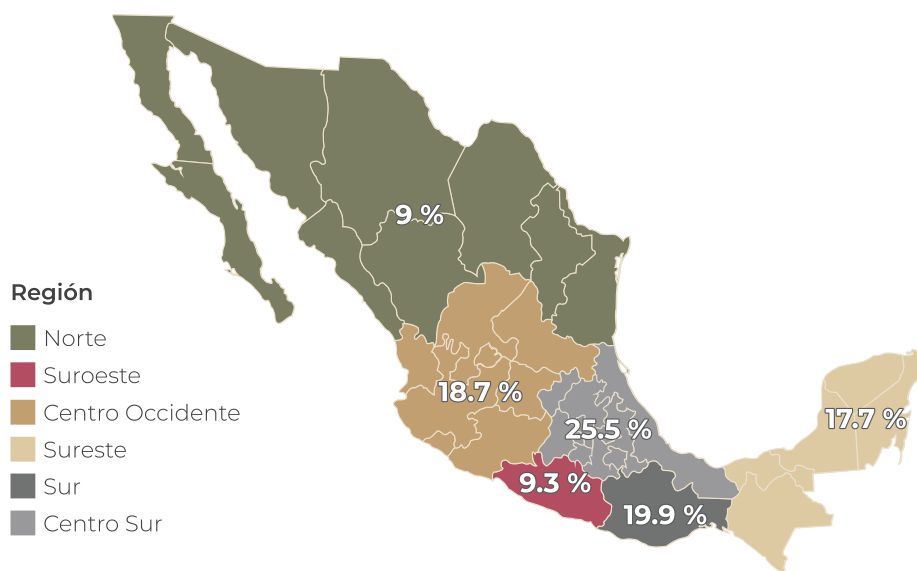 9 %
18.7 %
25.5 %
17.7 %
9.3 %
19.9 %
Región
Norte
Suroeste
Centro Occidente
Sureste
Sur
Centro Sur